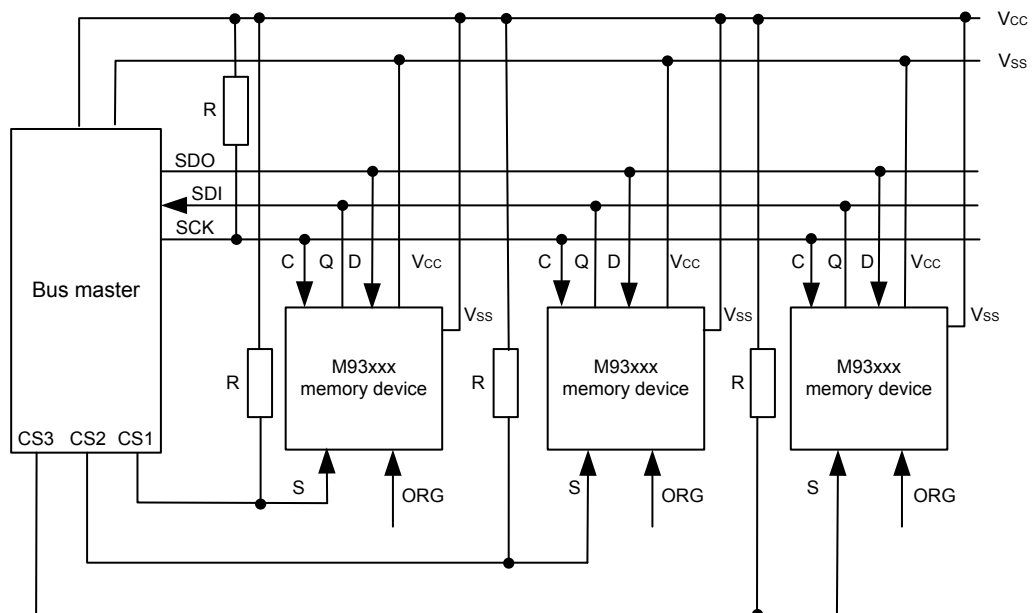 Vcc
Vss
R
SDO
SDI
SCK
C
Q
D
Vcc
Vss
C
Q
D
Vcc
Vss
C
Q
D
Vcc
Vss
Bus master
R
M93xxx
memory device
R
M93xxx
memory device
R
M93xxx
memory device
CS3
CS2
CS1
S
ORG
S
ORG
S
ORG